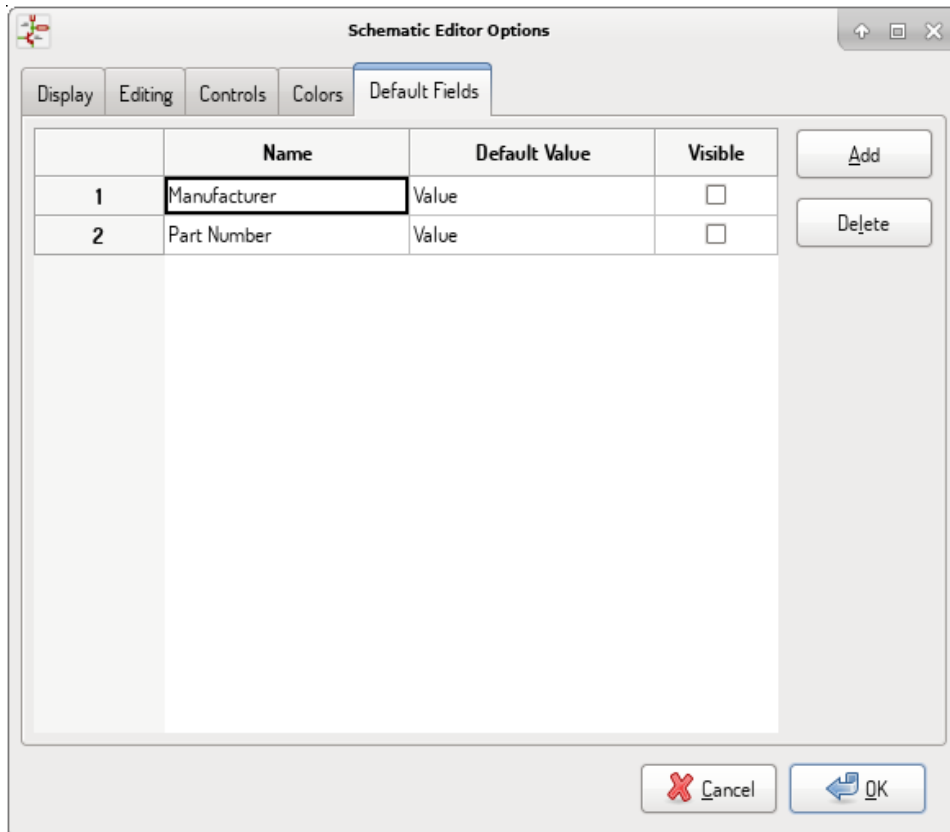 Schematic Editor Options
Display Editing Controls Colors Default Fields
Name Default Value Visible
Add
1 Manufacturer Value
Delete
2 Part Number Value
Cancel OK